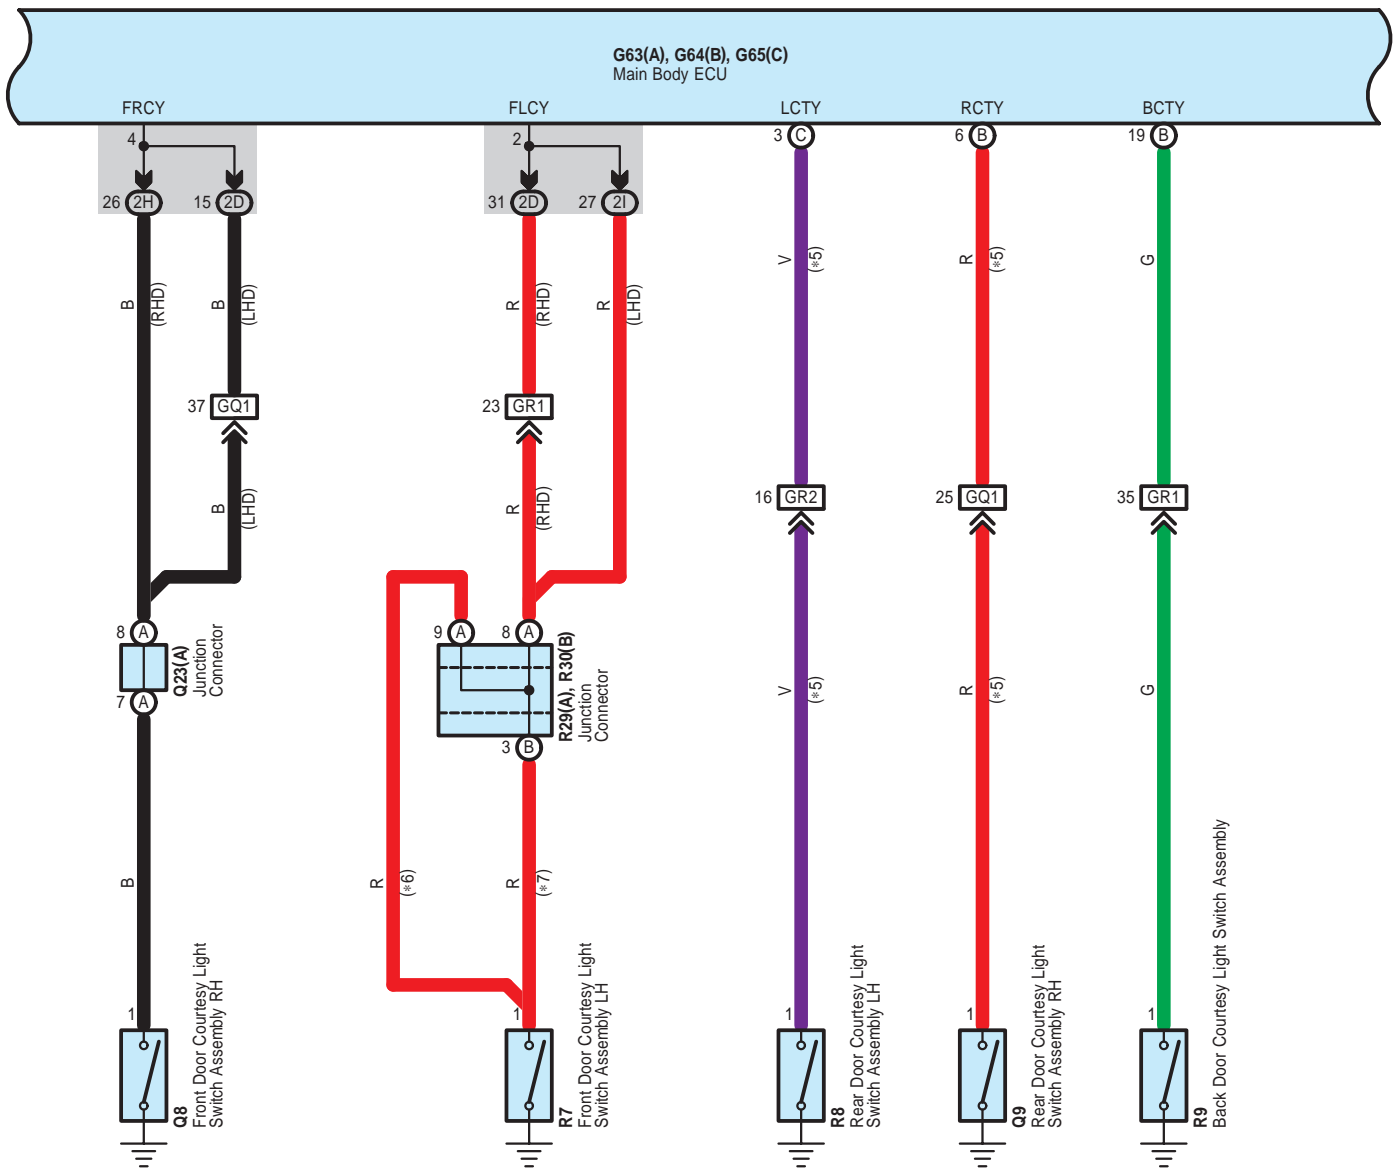 G63(A), G64(B), G65(C)
Main Body ECU
FRCY
FLCY
LCTY
RCTY
BCTY
4
2
3 C
6 B
19 B
26 2H
15 2D
31 2D
27 2I
B
(RHD)
B
(LHD)
R
(RHD)
R
(LHD)
V
(*5)
R
(*5)
G
37 GQ1
23 GR1
16 GR2
25 GQ1
35 GR1
B
(LHD)
R
(RHD)
8 A
Q23(A)
Junction
Connector
7 A
9 A
8 A
R29(A), R30(B)
Junction
Connector
3 B
V
(*5)
R
(*5)
G
B
R
(*6)
R
(*7)
1
Q8
Front Door Courtesy Light
Switch Assembly RH
1
R7
Front Door Courtesy Light
Switch Assembly LH
1
R8
Rear Door Courtesy Light
Switch Assembly LH
1
Q9
Rear Door Courtesy Light
Switch Assembly RH
1
R9
Back Door Courtesy Light Switch Assembly